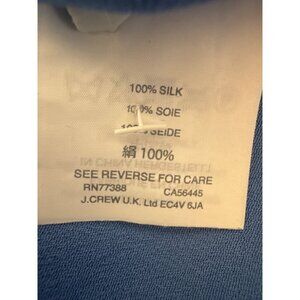 100% SILK
100% SOIE
100% SEIDE
絹 100%
SEE REVERSE FOR CARE
RN77388 CA56445
J.CREW U.K. Ltd EC4V 6JA